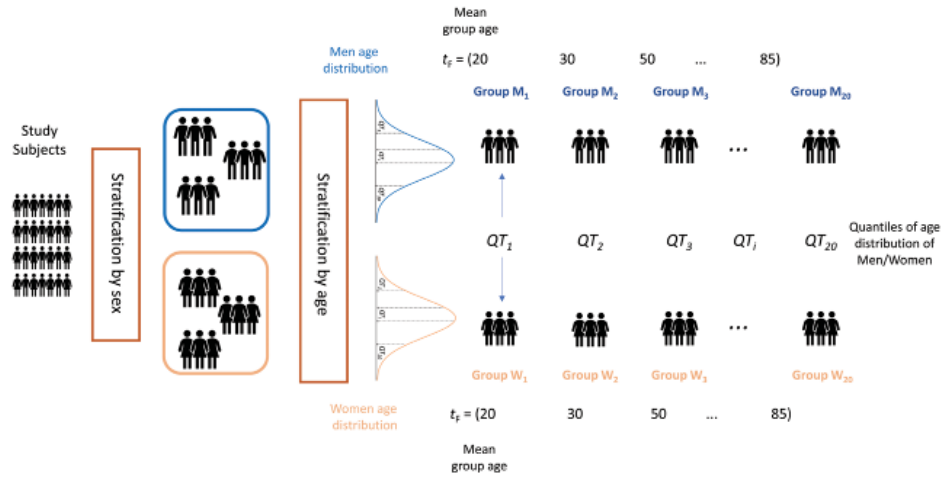 Mean
group age
Men age
distribution
t_F = (20 30 50 ... 85)
Group M₁ Group M₂ Group M₃ Group M₂₀
Study
Subjects
Stratification by sex
Stratification by age
...
QT₁ QT₂ QT₃ QTᵢ QT₂₀
Quantiles of age
distribution of
Men/Women
...
Group W₁ Group W₂ Group W₃ Group W₂₀
Women age
distribution
t_F = (20 30 50 ... 85)
Mean
group age